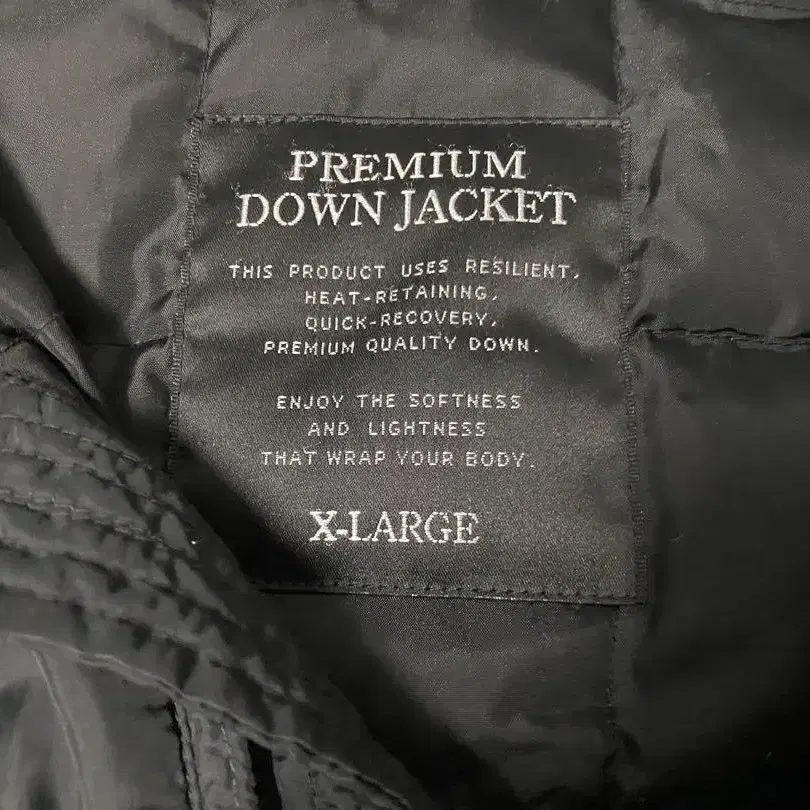 PREMIUM
DOWN JACKET
THIS PRODUCT USES RESILIENT,
HEAT-RETAINING,
QUICK-RECOVERY,
PREMIUM QUALITY DOWN.
ENJOY THE SOFTNESS
AND LIGHTNESS
THAT WRAP YOUR BODY.
X-LARGE